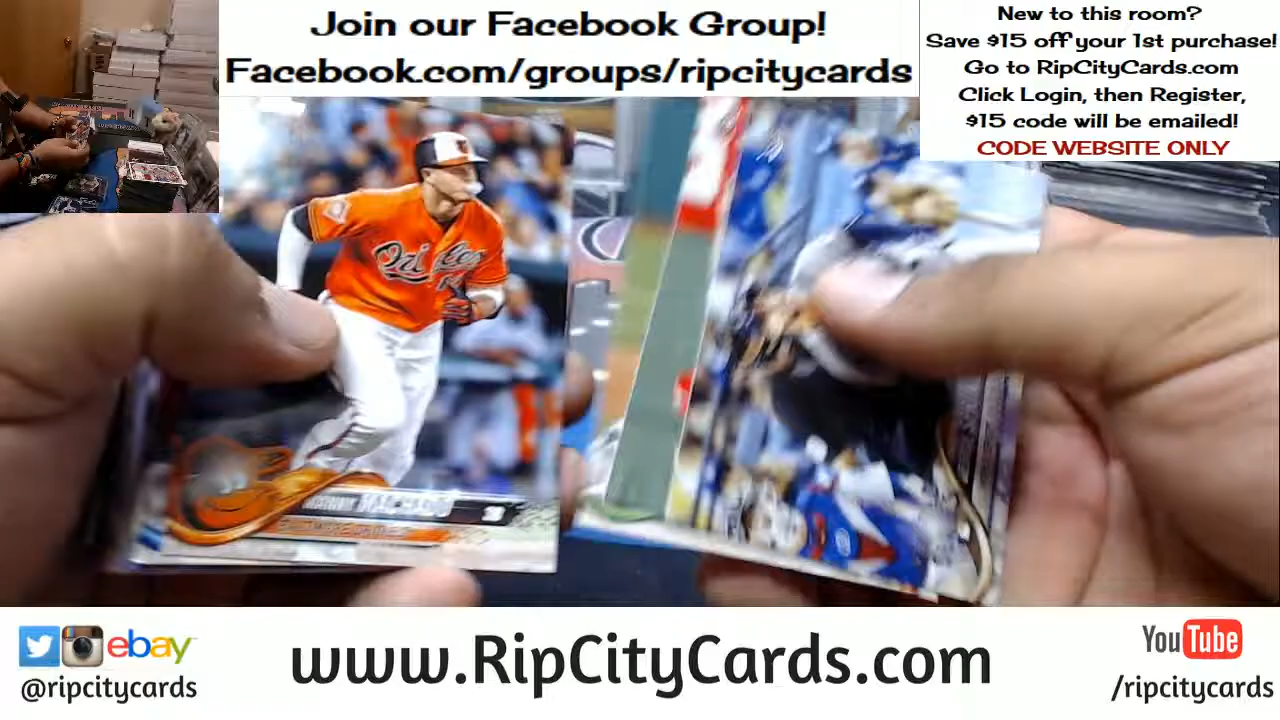 Join our Facebook Group!
Facebook.com/groups/ripcitycards
New to this room?
Save $15 off your 1st purchase!
Go to RipCityCards.com
Click Login, then Register,
$15 code will be emailed!
CODE WEBSITE ONLY
Orioles
MACHADO
ebay
@ripcitycards
www.RipCityCards.com
YouTube
/ripcitycards